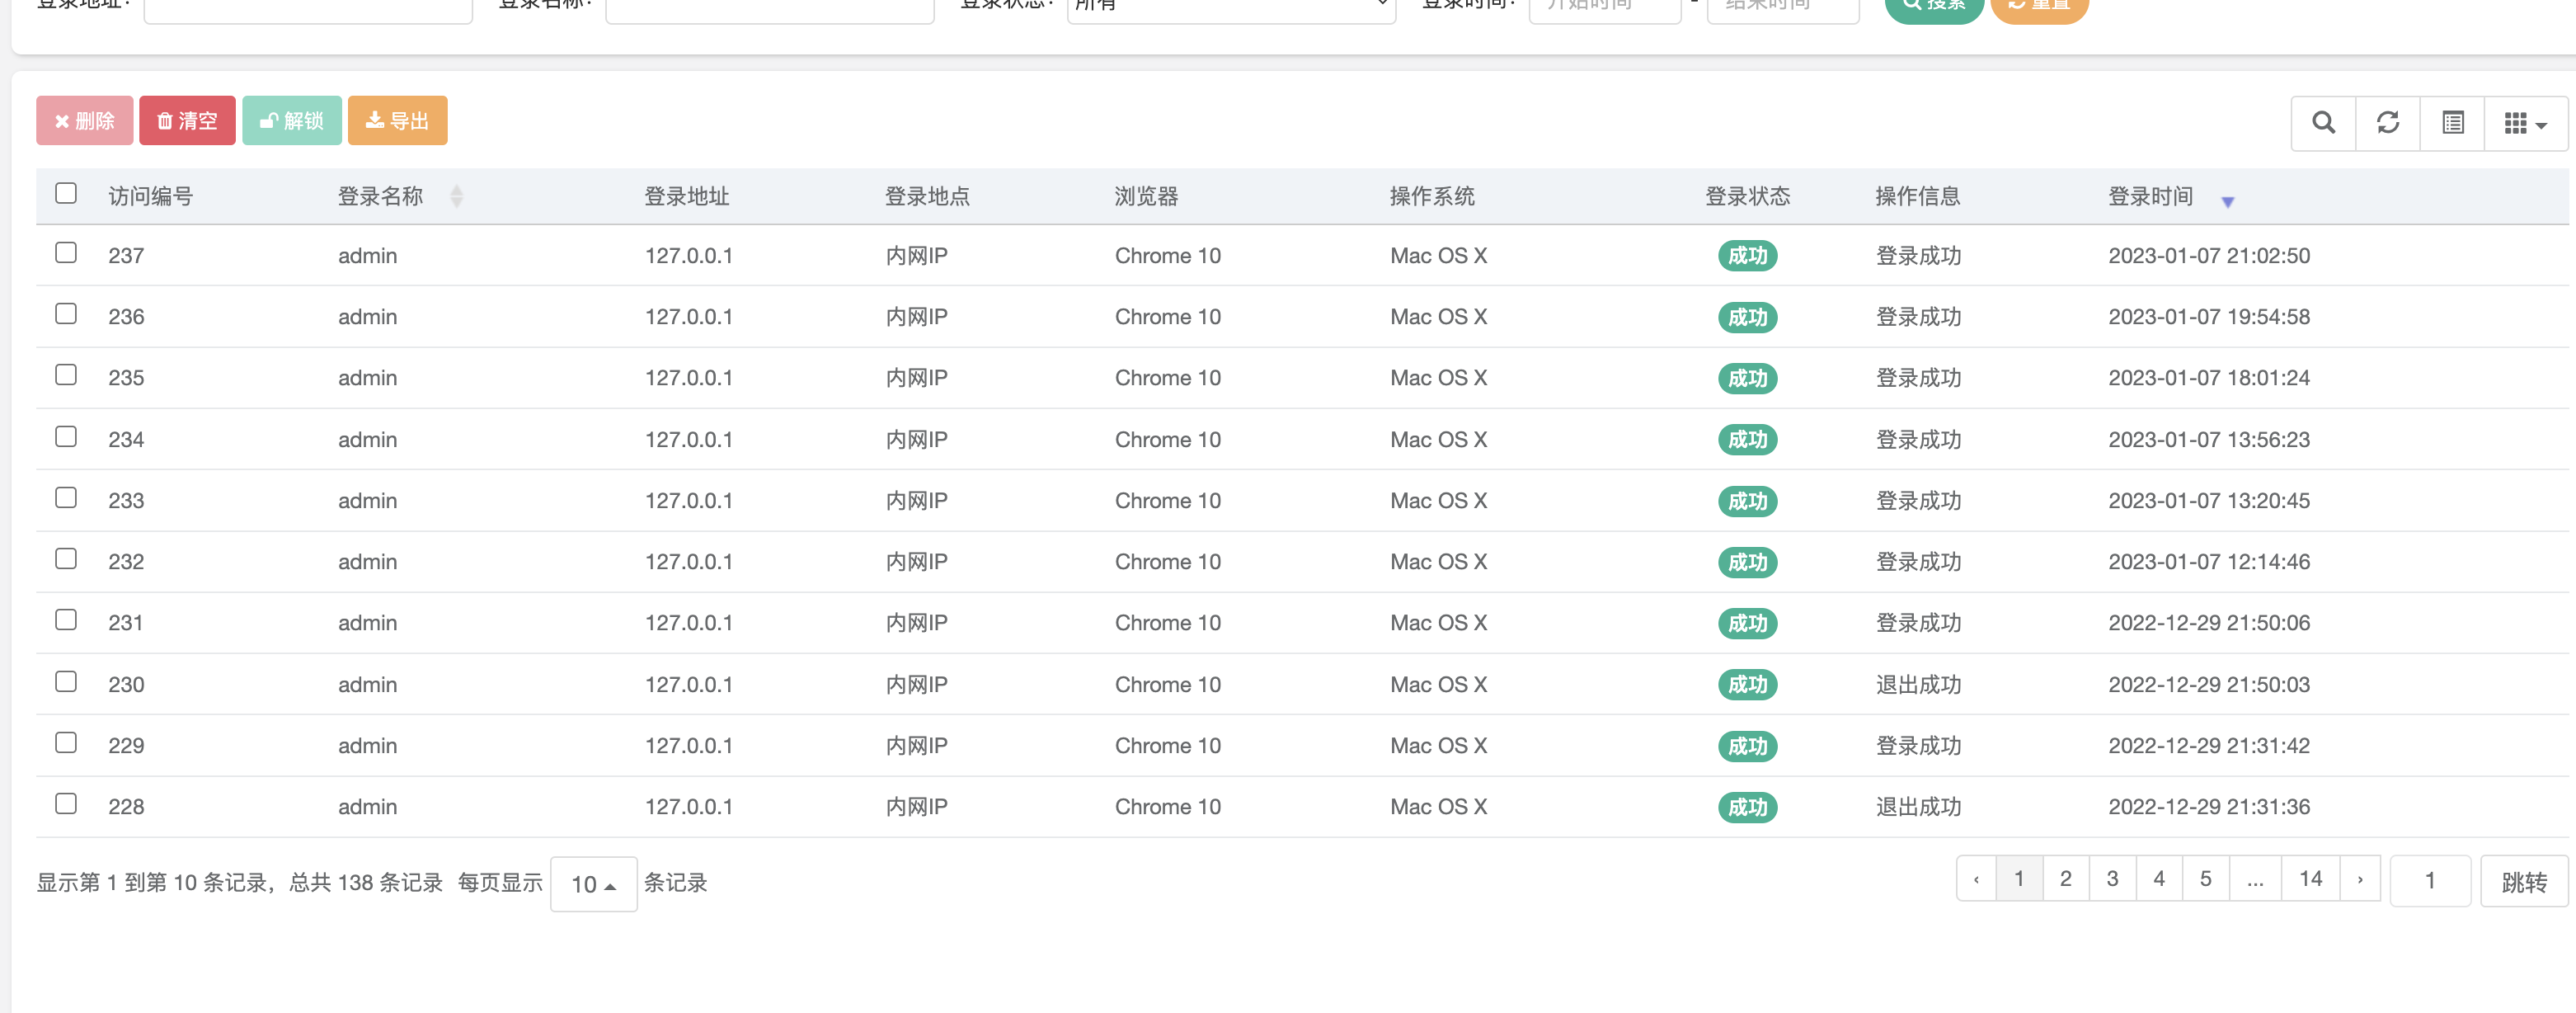 登录地址： 登录名称： 登录状态： 所有 登录时间： 开始时间 - 结束时间 搜索 重置
删除 清空 解锁 导出
访问编号 登录名称 登录地址 登录地点 浏览器 操作系统 登录状态 操作信息 登录时间
237 admin 127.0.0.1 内网IP Chrome 10 Mac OS X 成功 登录成功 2023-01-07 21:02:50
236 admin 127.0.0.1 内网IP Chrome 10 Mac OS X 成功 登录成功 2023-01-07 19:54:58
235 admin 127.0.0.1 内网IP Chrome 10 Mac OS X 成功 登录成功 2023-01-07 18:01:24
234 admin 127.0.0.1 内网IP Chrome 10 Mac OS X 成功 登录成功 2023-01-07 13:56:23
233 admin 127.0.0.1 内网IP Chrome 10 Mac OS X 成功 登录成功 2023-01-07 13:20:45
232 admin 127.0.0.1 内网IP Chrome 10 Mac OS X 成功 登录成功 2023-01-07 12:14:46
231 admin 127.0.0.1 内网IP Chrome 10 Mac OS X 成功 登录成功 2022-12-29 21:50:06
230 admin 127.0.0.1 内网IP Chrome 10 Mac OS X 成功 退出成功 2022-12-29 21:50:03
229 admin 127.0.0.1 内网IP Chrome 10 Mac OS X 成功 登录成功 2022-12-29 21:31:42
228 admin 127.0.0.1 内网IP Chrome 10 Mac OS X 成功 退出成功 2022-12-29 21:31:36
显示第 1 到第 10 条记录，总共 138 条记录 每页显示 10 条记录 ‹ 1 2 3 4 5 ... 14 › 1 跳转